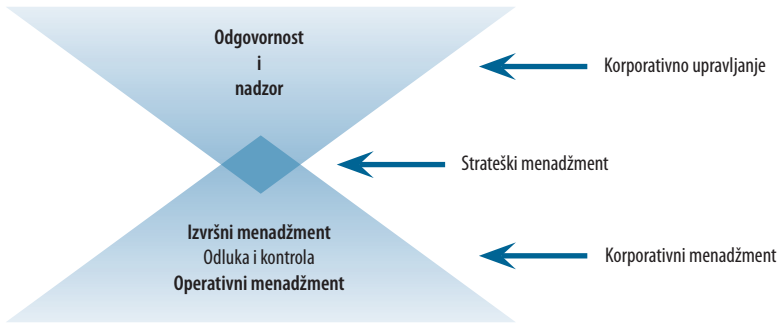 Odgovornost
i
nadzor
Korporativno upravljanje
Strateški menadžment
Izvršni menadžment
Odluka i kontrola
Operativni menadžment
Korporativni menadžment